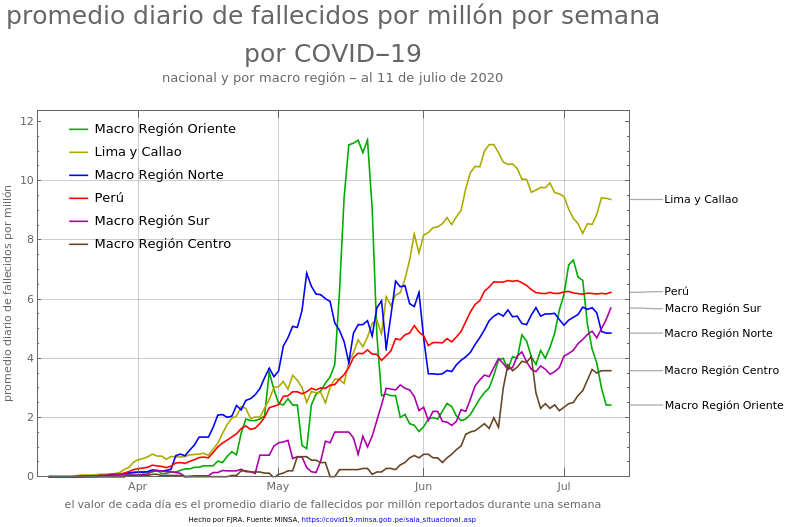 promedio diario de fallecidos por millón por semana
por COVID−19
nacional y por macro región − al 11 de julio de 2020
promedio diario de fallecidos por millón
12
10
8
6
4
2
0
Macro Región Oriente
Lima y Callao
Macro Región Norte
Perú
Macro Región Sur
Macro Región Centro
Lima y Callao
Perú
Macro Región Sur
Macro Región Norte
Macro Región Centro
Macro Región Oriente
Apr May Jun Jul
el valor de cada día es el promedio diario de fallecidos por millón reportados durante una semana
Hecho por FJRA. Fuente: MINSA, https://covid19.minsa.gob.pe/sala_situacional.asp